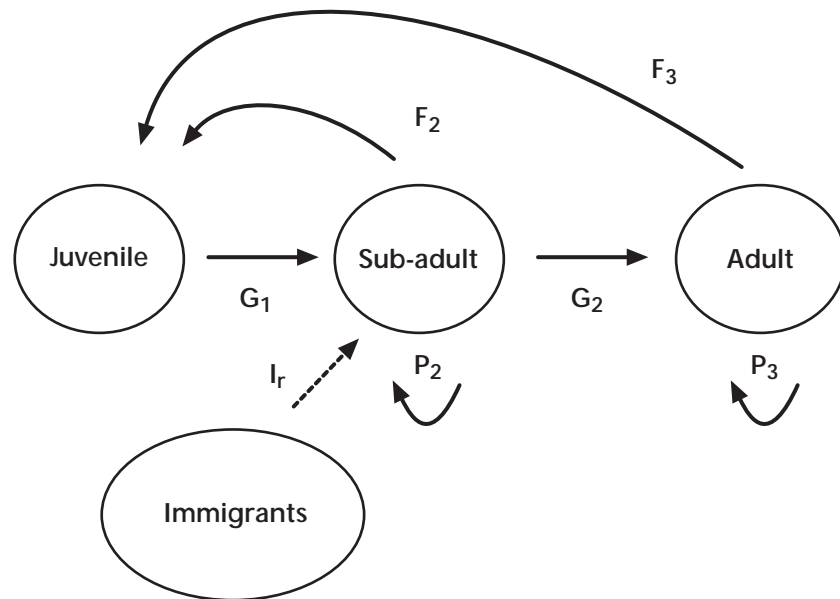 F₃
F₂
Juvenile
Sub-adult
Adult
G₁
G₂
Iᵣ
P₂
P₃
Immigrants